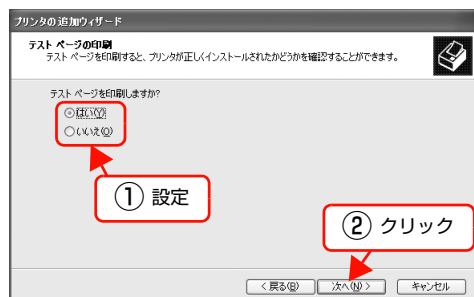 プリンタの追加ウィザード
テスト ページの印刷
テスト ページを印刷すると、プリンタが正しくインストールされたかどうかを確認することができます。
テスト ページを印刷しますか?
はい(Y)
いいえ(O)
① 設定
② クリック
< 戻る(B)
次へ(N) >
キャンセル